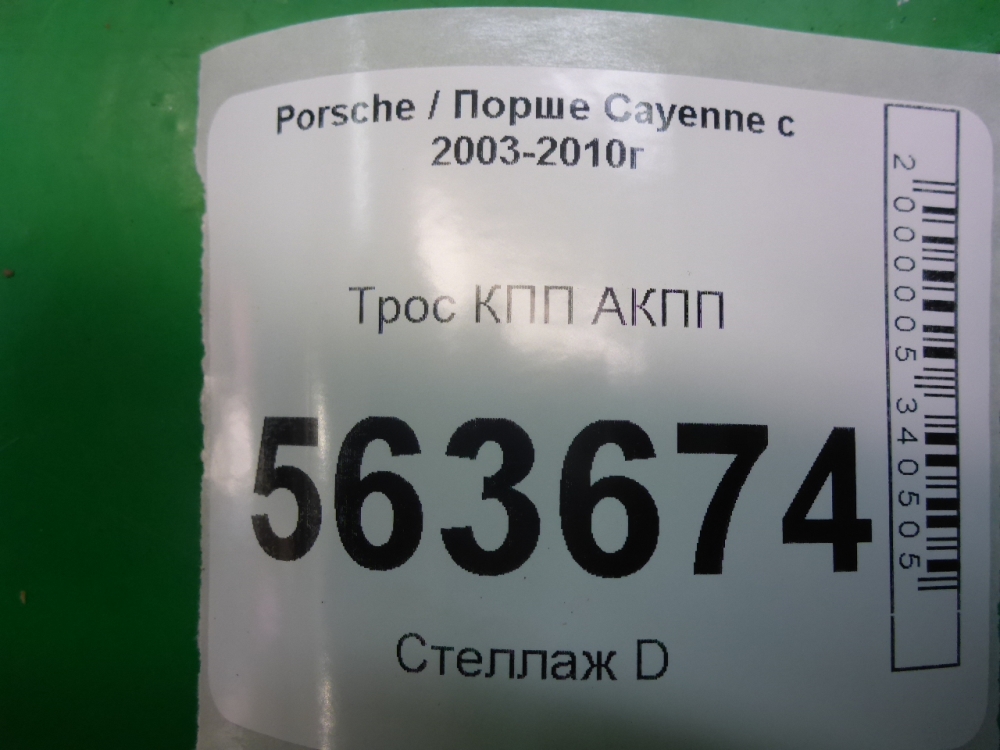 Porsche / Порше Cayenne с
2003-2010г
Трос КПП АКПП
563674
Стеллаж D
2000005340505